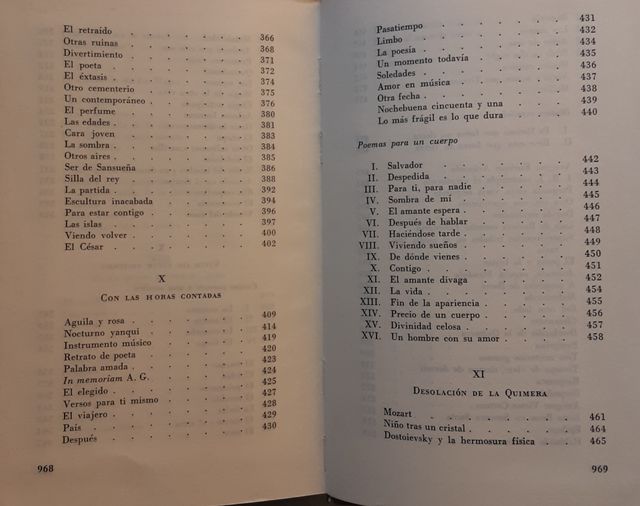 El retraído . . . . . . 366
Otras ruinas . . . . . . 368
Divertimiento . . . . . . 371
El poeta . . . . . . 372
El éxtasis . . . . . . 374
Otro cementerio . . . . . . 375
Un contemporáneo . . . . . . 376
El perfume . . . . . . 380
Las edades . . . . . . 381
Cara joven . . . . . . 383
La sombra . . . . . . 384
Otros aires . . . . . . 385
Ser de Sansueña . . . . . . 386
Silla del rey . . . . . . 388
La partida . . . . . . 392
Escultura inacabada . . . . . . 394
Para estar contigo . . . . . . 396
Las islas . . . . . . 397
Viendo volver . . . . . . 400
El César . . . . . . 402
X
CON LAS HORAS CONTADAS
Aguila y rosa . . . . . . 409
Nocturno yanqui . . . . . . 414
Instrumento músico . . . . . . 419
Retrato de poeta . . . . . . 420
Palabra amada . . . . . . 423
In memoriam A. G. . . . . . . 424
El elegido . . . . . . 425
Versos para ti mismo . . . . . . 427
El viajero . . . . . . 428
País . . . . . . 429
Después . . . . . . 430
968
Pasatiempo . . . . . . 431
Limbo . . . . . . 432
La poesía . . . . . . 434
Un momento todavía . . . . . . 435
Soledades . . . . . . 436
Amor en música . . . . . . 437
Otra fecha . . . . . . 438
Nochebuena cincuenta y una . . . . . . 439
Lo más frágil es lo que dura . . . . . . 440
Poemas para un cuerpo
I. Salvador . . . . . . 442
II. Despedida . . . . . . 443
III. Para ti, para nadie . . . . . . 444
IV. Sombra de mí . . . . . . 445
V. El amante espera . . . . . . 446
VI. Después de hablar . . . . . . 447
VII. Haciéndose tarde . . . . . . 448
VIII. Viviendo sueños . . . . . . 449
IX. De dónde vienes . . . . . . 450
X. Contigo . . . . . . 451
XI. El amante divaga . . . . . . 452
XII. La vida . . . . . . 454
XIII. Fin de la apariencia . . . . . . 455
XIV. Precio de un cuerpo . . . . . . 456
XV. Divinidad celosa . . . . . . 457
XVI. Un hombre con su amor . . . . . . 458
XI
DESOLACIÓN DE LA QUIMERA
Mozart . . . . . . 461
Niño tras un cristal . . . . . . 464
Dostoievsky y la hermosura física . . . . . . 465
969